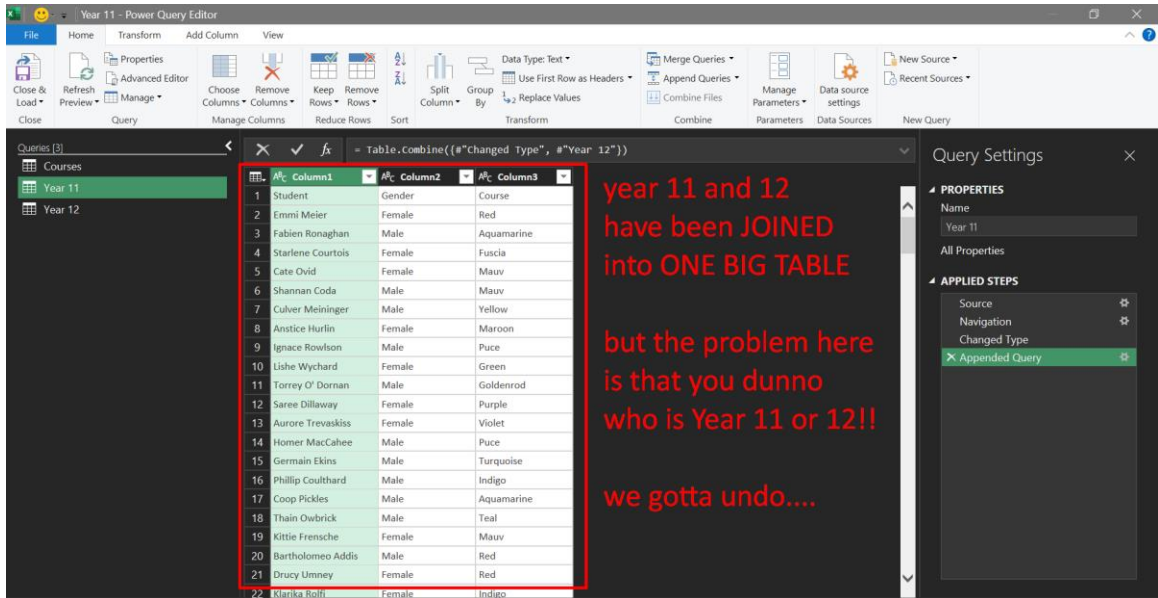 Year 11 - Power Query Editor
File Home Transform Add Column View
Close & Load
Refresh Preview
Properties
Advanced Editor
Manage
Choose Columns
Remove Columns
Keep Rows
Remove Rows
Split Column
Group By
Data Type: Text
Use First Row as Headers
Replace Values
Merge Queries
Append Queries
Combine Files
Manage Parameters
Data source settings
New Source
Recent Sources
Close Query Manage Columns Reduce Rows Sort Transform Combine Parameters Data Sources New Query
Queries [3]
Courses
Year 11
Year 12
fx = Table.Combine({#"Changed Type", #"Year 12"})
Column1 Column2 Column3
1 Student Gender Course
2 Emmi Meier Female Red
3 Fabien Ronaghan Male Aquamarine
4 Starlene Courtois Female Fuscia
5 Cate Ovid Female Mauv
6 Shannan Coda Male Mauv
7 Culver Meininger Male Yellow
8 Anstice Hurlin Female Maroon
9 Ignace Rowlson Male Puce
10 Lishe Wychard Female Green
11 Torrey O' Dornan Male Goldenrod
12 Saree Dillaway Female Purple
13 Aurore Trevaskiss Female Violet
14 Homer MacCahee Male Puce
15 Germain Ekins Male Turquoise
16 Phillip Coulthard Male Indigo
17 Coop Pickles Male Aquamarine
18 Thain Owbrick Male Teal
19 Kittie Frensche Female Mauv
20 Bartholomeo Addis Male Red
21 Drucy Umney Female Red
22 Klarika Rolfi Female Indigo
year 11 and 12
have been JOINED
into ONE BIG TABLE
but the problem here
is that you dunno
who is Year 11 or 12!!
we gotta undo....
Query Settings
PROPERTIES
Name
Year 11
All Properties
APPLIED STEPS
Source
Navigation
Changed Type
Appended Query